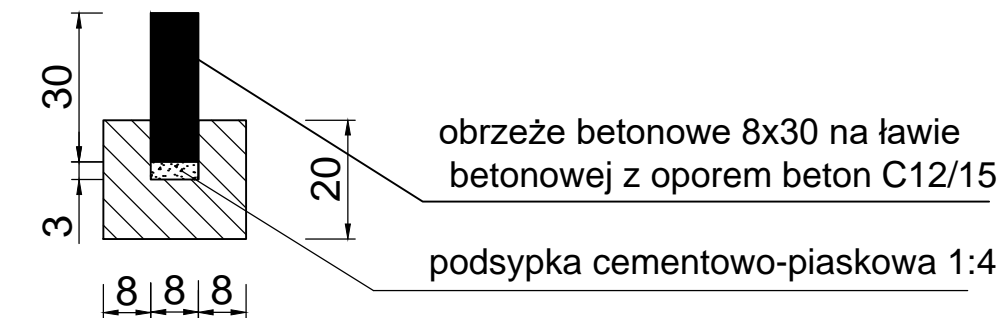 30
3
20
8 8 8
obrzeże betonowe 8x30 na ławie
betonowej z oporem beton C12/15
podsypka cementowo-piaskowa 1:4